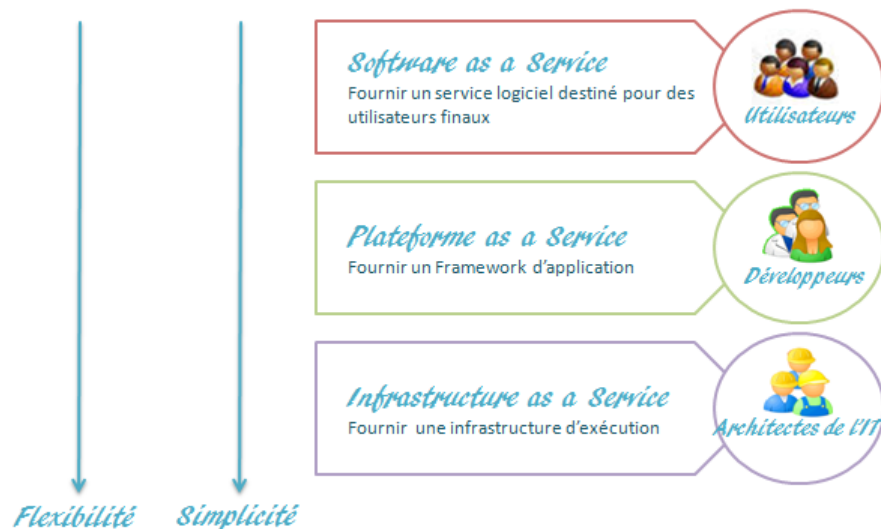 Software as a Service
Fournir un service logiciel destiné pour des
utilisateurs finaux
Utilisateurs
Plateforme as a Service
Fournir un Framework d'application
Développeurs
Infrastructure as a Service
Fournir une infrastructure d'exécution
Architectes de l'IT
Flexibilité
Simplicité